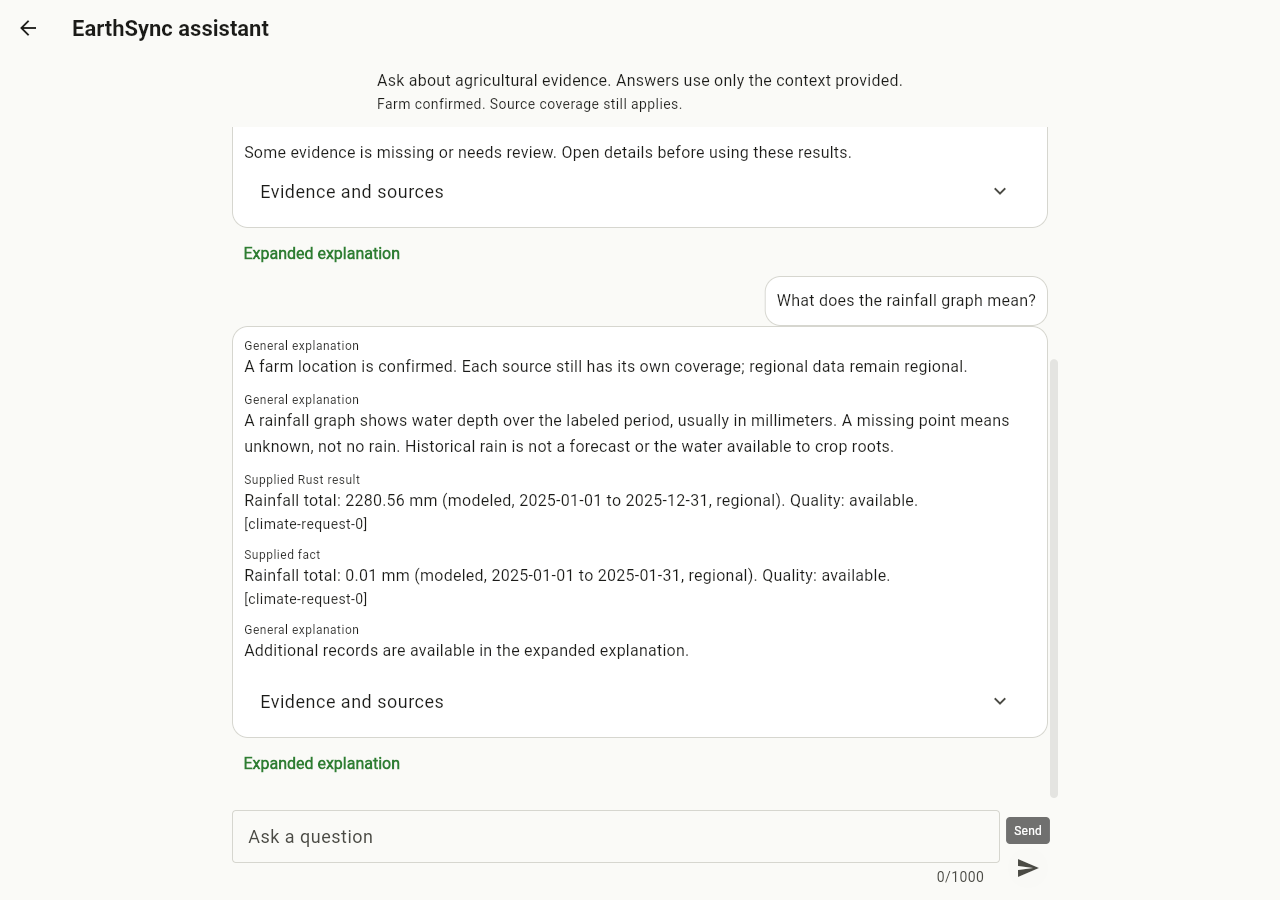 EarthSync assistant
Ask about agricultural evidence. Answers use only the context provided.
Farm confirmed. Source coverage still applies.
Some evidence is missing or needs review. Open details before using these results.
Evidence and sources
Expanded explanation
What does the rainfall graph mean?
General explanation
A farm location is confirmed. Each source still has its own coverage; regional data remain regional.
General explanation
A rainfall graph shows water depth over the labeled period, usually in millimeters. A missing point means
unknown, not no rain. Historical rain is not a forecast or the water available to crop roots.
Supplied Rust result
Rainfall total: 2280.56 mm (modeled, 2025-01-01 to 2025-12-31, regional). Quality: available.
[climate-request-0]
Supplied fact
Rainfall total: 0.01 mm (modeled, 2025-01-01 to 2025-01-31, regional). Quality: available.
[climate-request-0]
General explanation
Additional records are available in the expanded explanation.
Evidence and sources
Expanded explanation
Ask a question
Send
0/1000